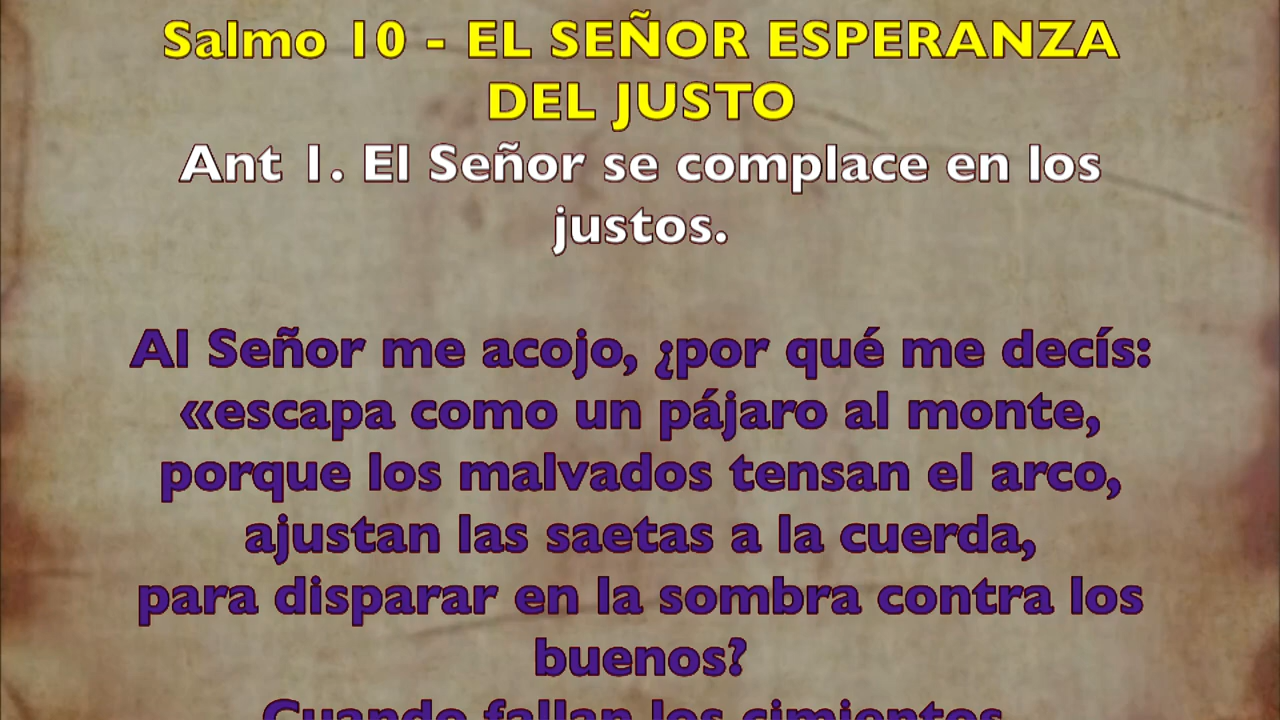 Salmo 10 - EL SEÑOR ESPERANZA
DEL JUSTO
Ant 1. El Señor se complace en los
justos.
Al Señor me acojo, ¿por qué me decís:
«escapa como un pájaro al monte,
porque los malvados tensan el arco,
ajustan las saetas a la cuerda,
para disparar en la sombra contra los
buenos?
Cuando fallan los cimientos,